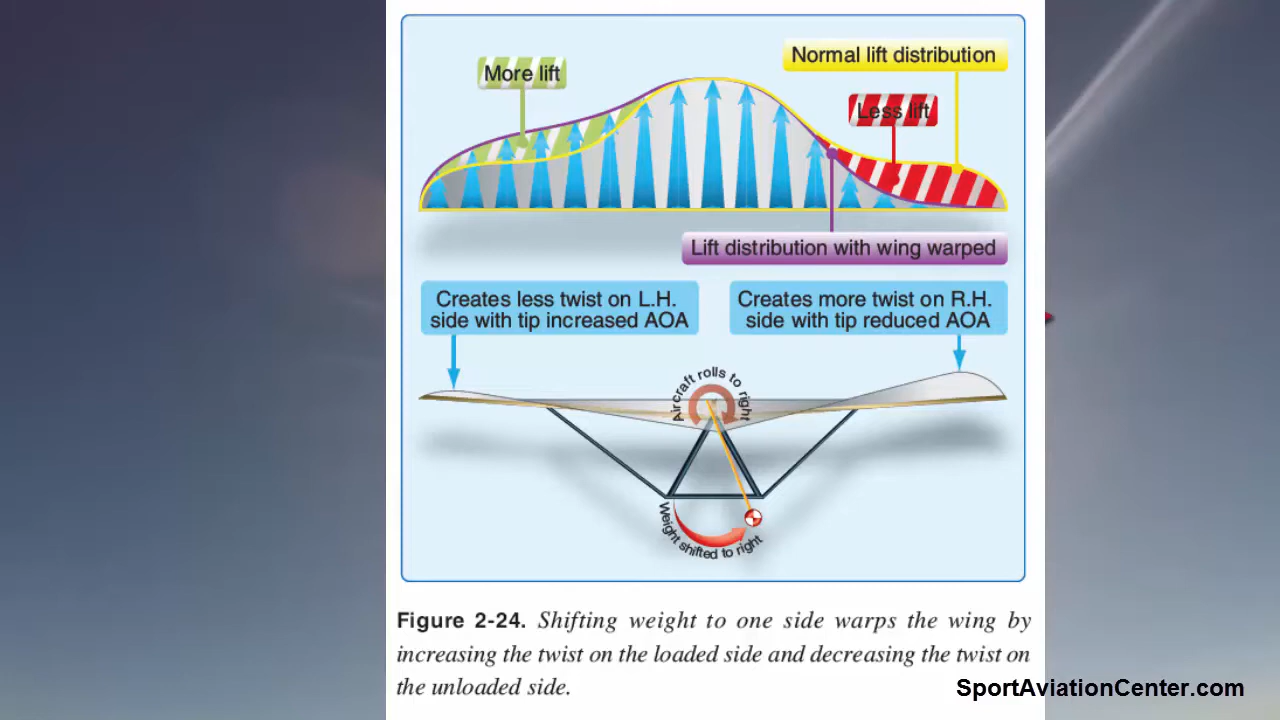 More lift
Normal lift distribution
Less lift
Lift distribution with wing warped
Creates less twist on L.H.
side with tip increased AOA
Creates more twist on R.H.
side with tip reduced AOA
Aircraft rolls to right
Weight shifted to right
Figure 2-24. Shifting weight to one side warps the wing by
increasing the twist on the loaded side and decreasing the twist on
the unloaded side.
SportAviationCenter.com